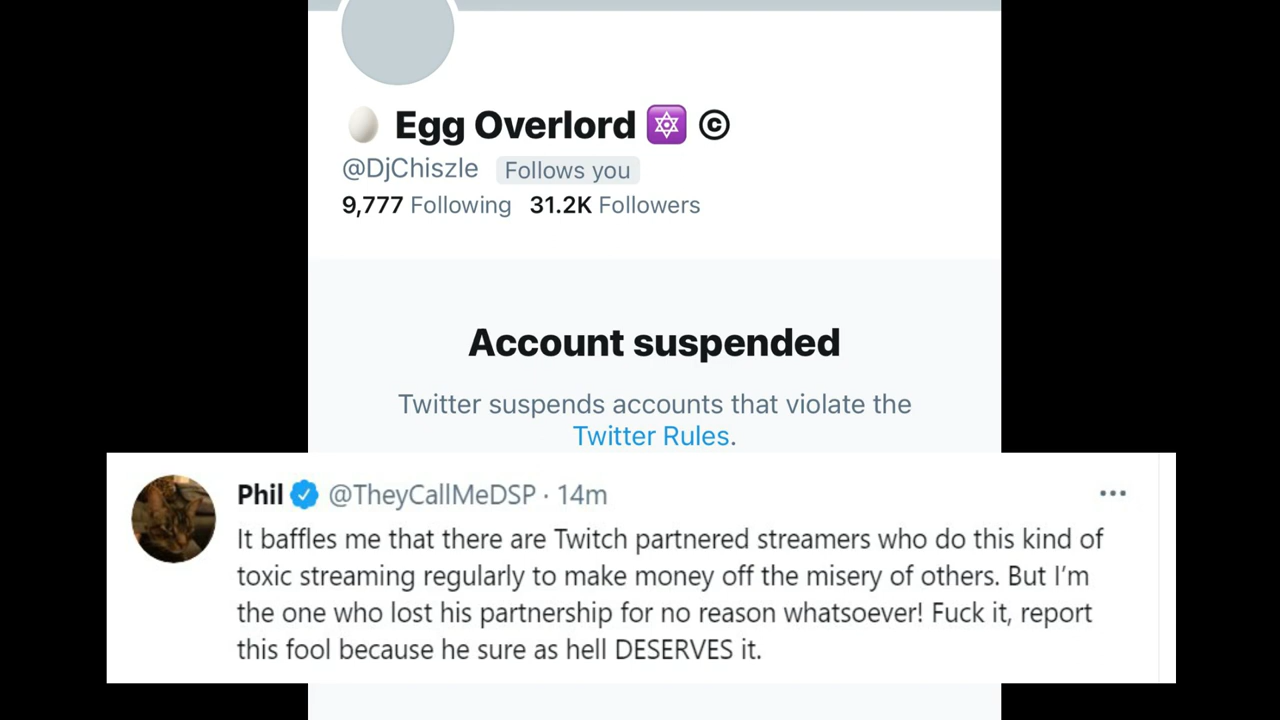 🥚 Egg Overlord 🔯 ©
@DjChiszle Follows you
9,777 Following 31.2K Followers
Account suspended
Twitter suspends accounts that violate the
Twitter Rules.
Phil @TheyCallMeDSP · 14m
It baffles me that there are Twitch partnered streamers who do this kind of
toxic streaming regularly to make money off the misery of others. But I’m
the one who lost his partnership for no reason whatsoever! Fuck it, report
this fool because he sure as hell DESERVES it.